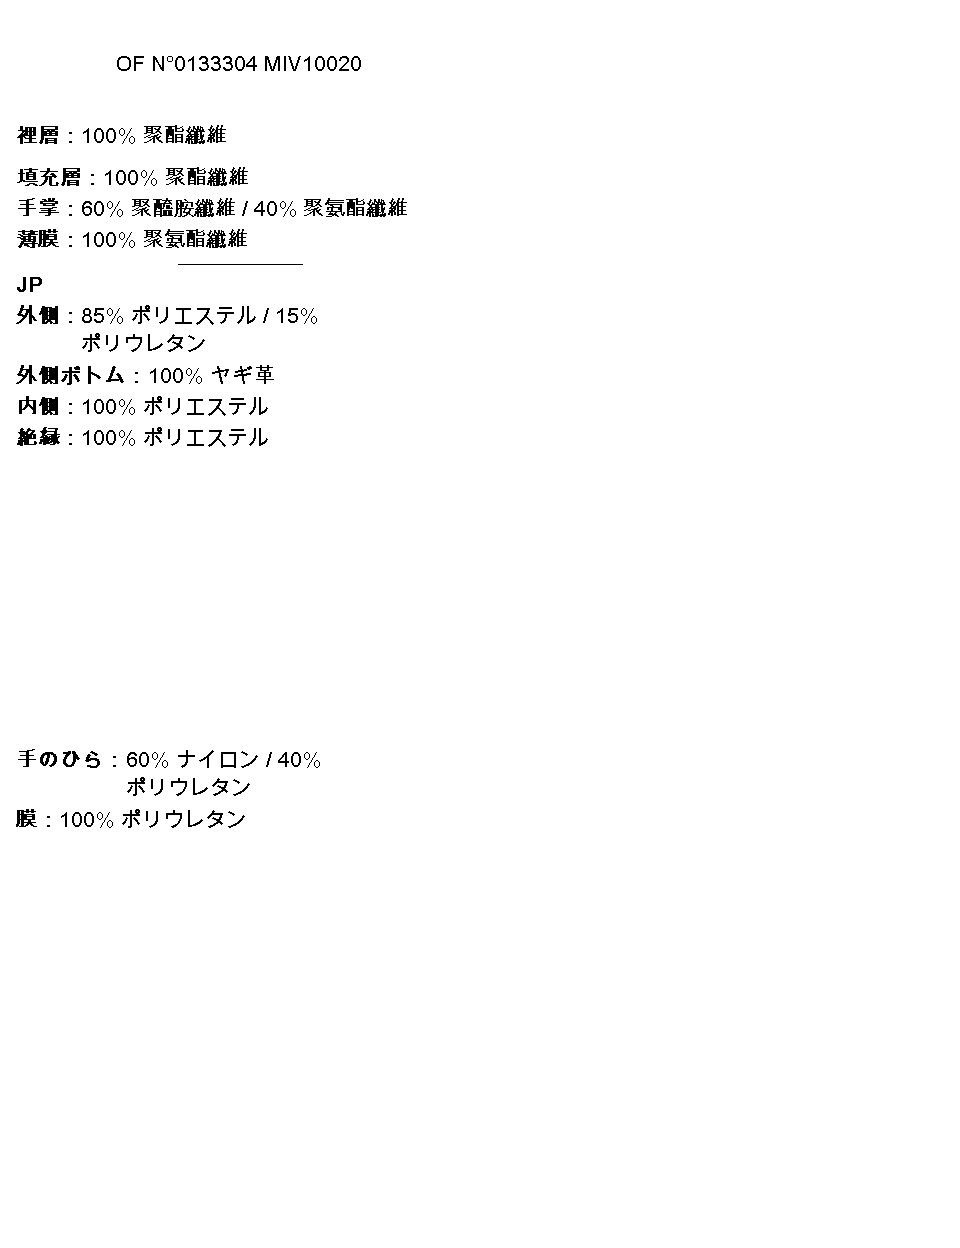 OF N°0133304 MIV10020
裡層 : 100% 聚酯纖維
填充層 : 100% 聚酯纖維
手掌 : 60% 聚醯胺纖維 / 40% 聚氨酯纖維
薄膜 : 100% 聚氨酯纖維
JP
外側 : 85% ポリエステル / 15%
ポリウレタン
外側ボトム : 100% ヤギ革
内側 : 100% ポリエステル
絶縁 : 100% ポリエステル
手のひら : 60% ナイロン / 40%
ポリウレタン
膜 : 100% ポリウレタン